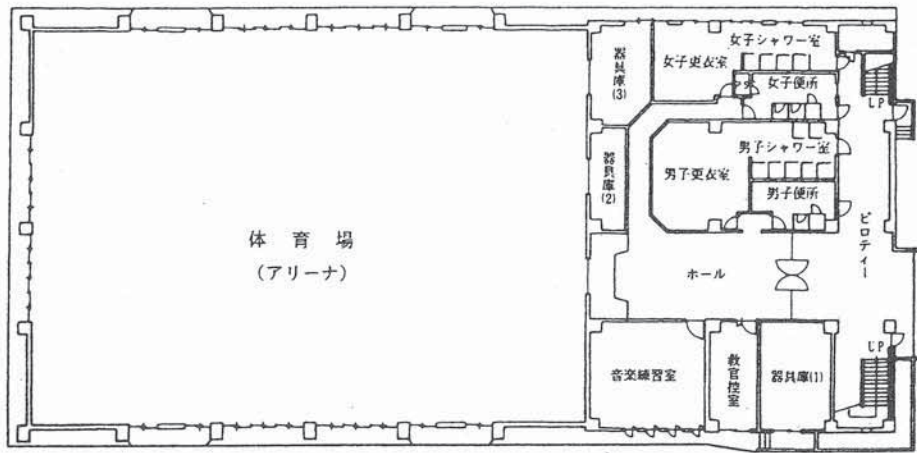 女子シャワー室
女子更衣室
器具庫
(3)
PS
女子便所
UP
男子シャワー室
器具庫
(2)
男子更衣室
男子便所
体育場
(アリーナ)
ホール
ピロティー
UP
音楽練習室
教官控室
器具庫(1)